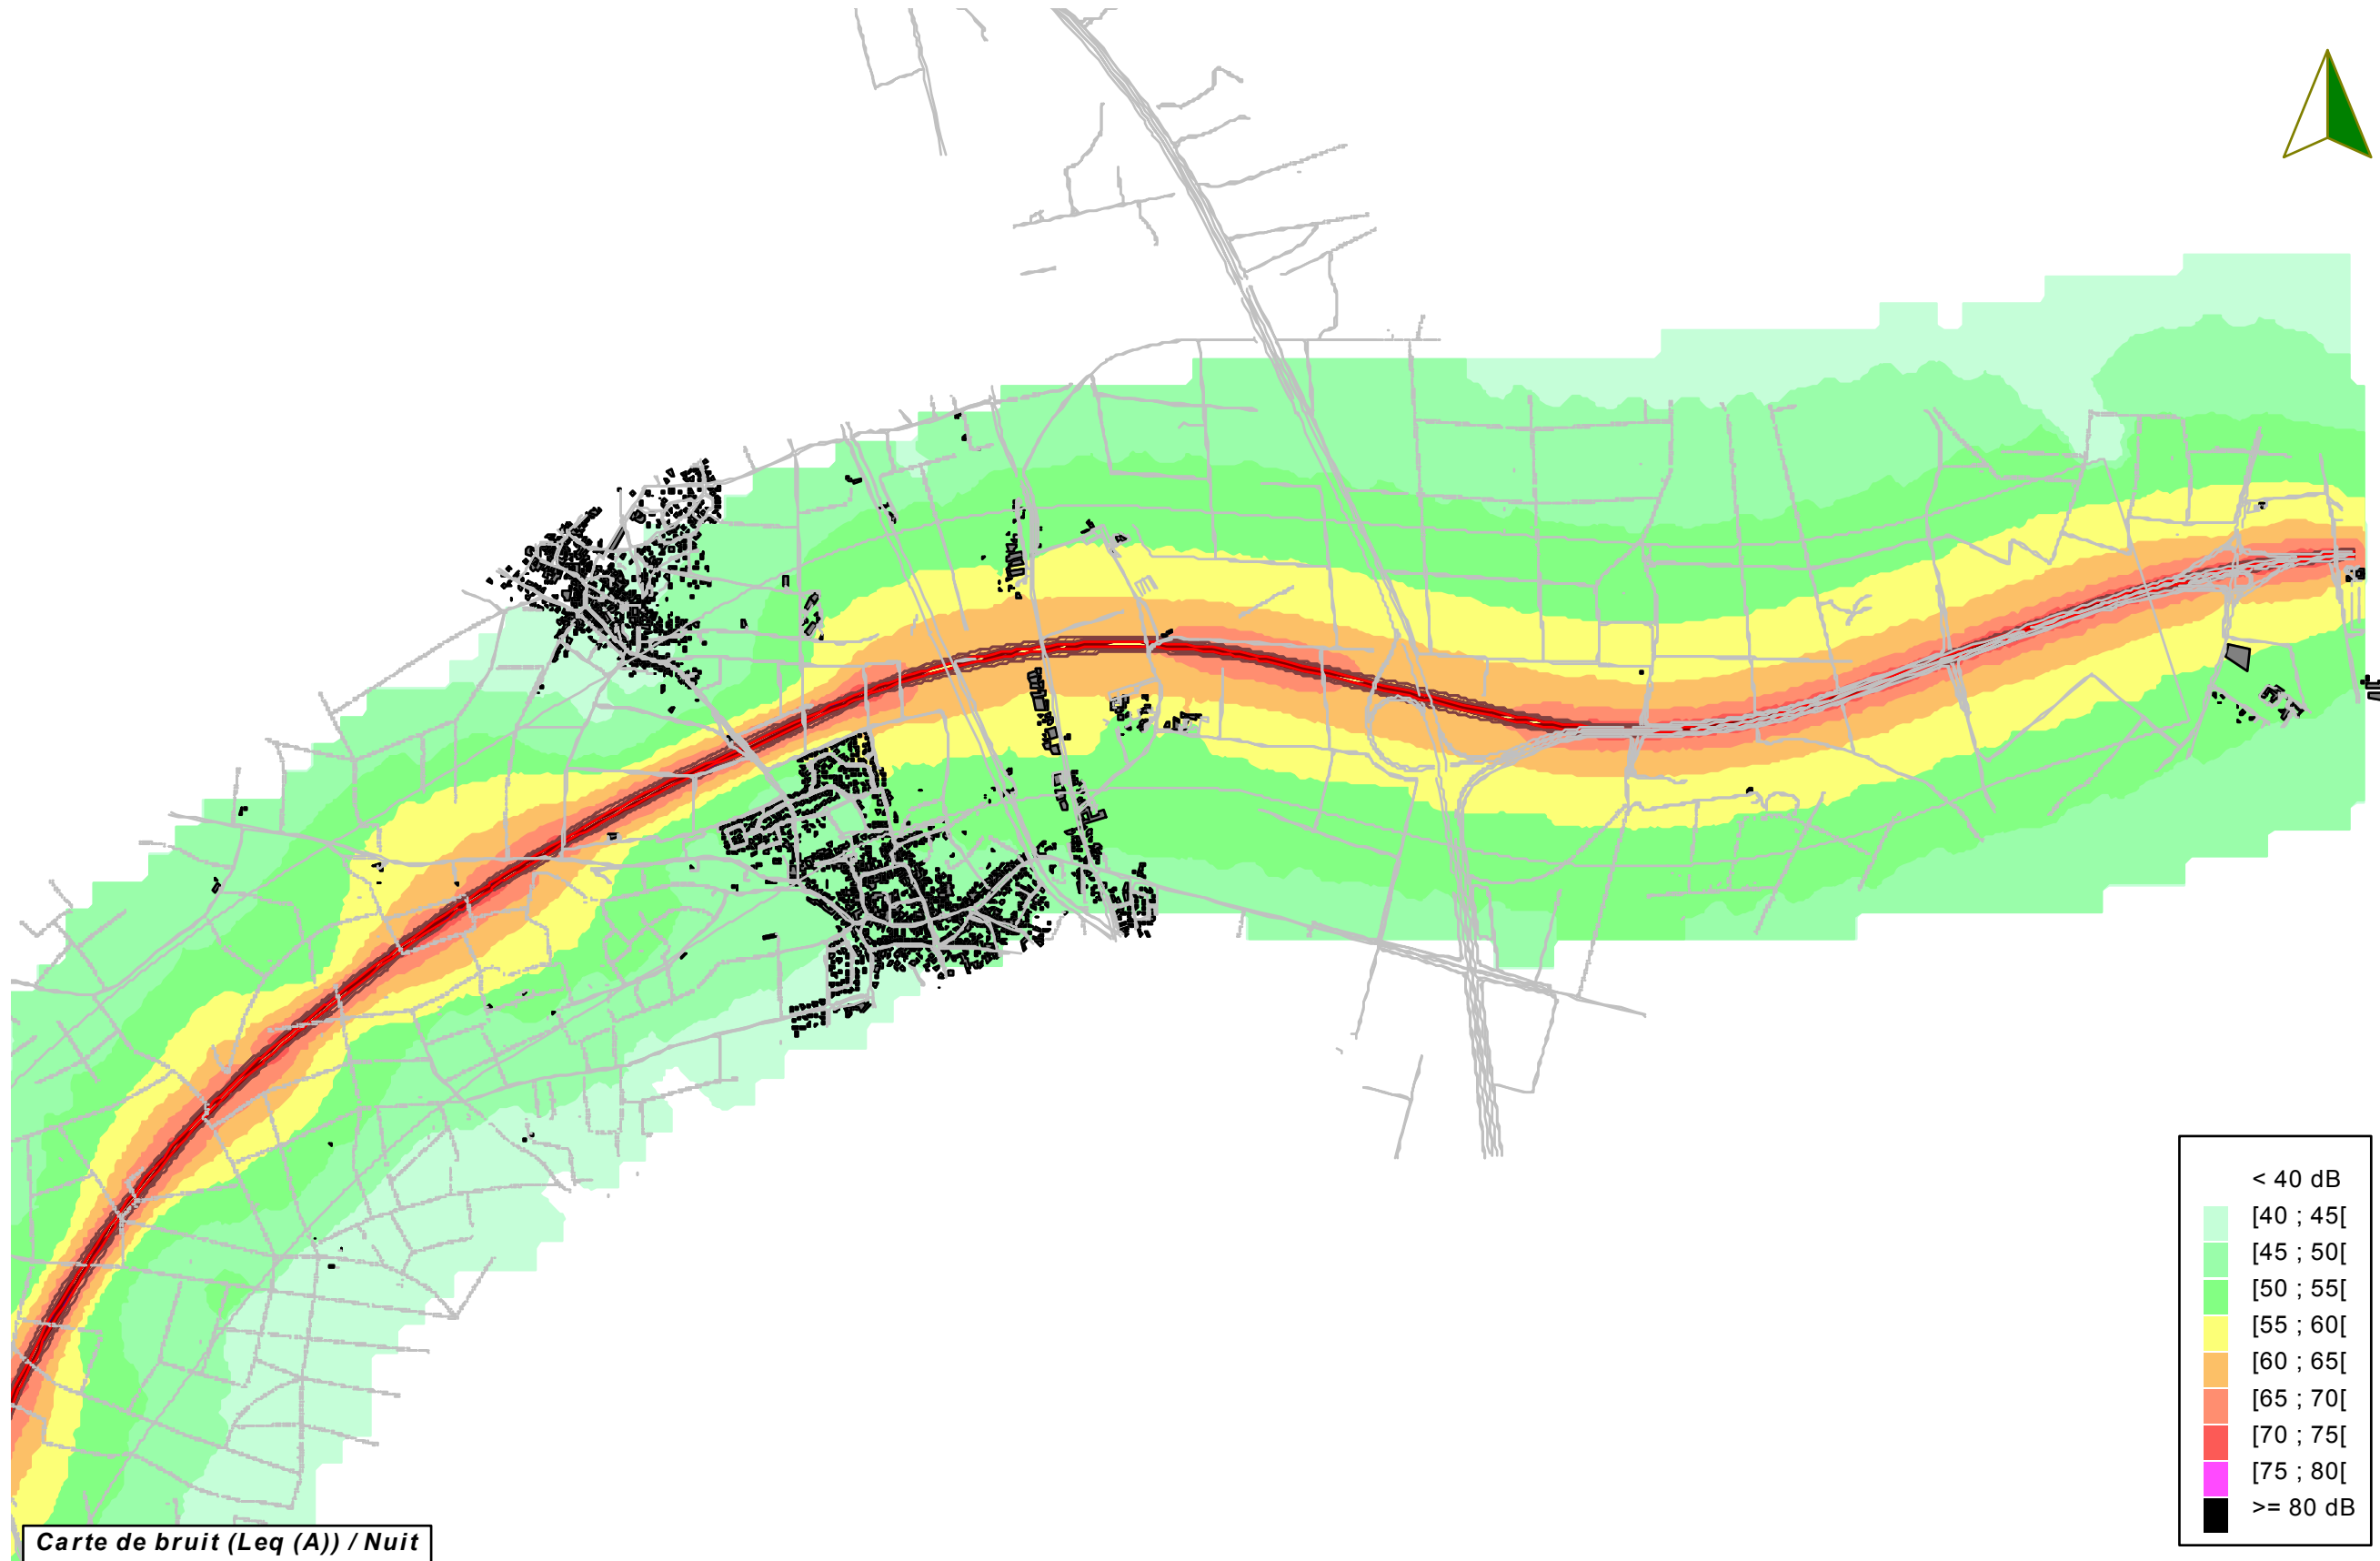 < 40 dB
[40 ; 45[
[45 ; 50[
[50 ; 55[
[55 ; 60[
[60 ; 65[
[65 ; 70[
[70 ; 75[
[75 ; 80[
>= 80 dB
Carte de bruit (Leq (A)) / Nuit